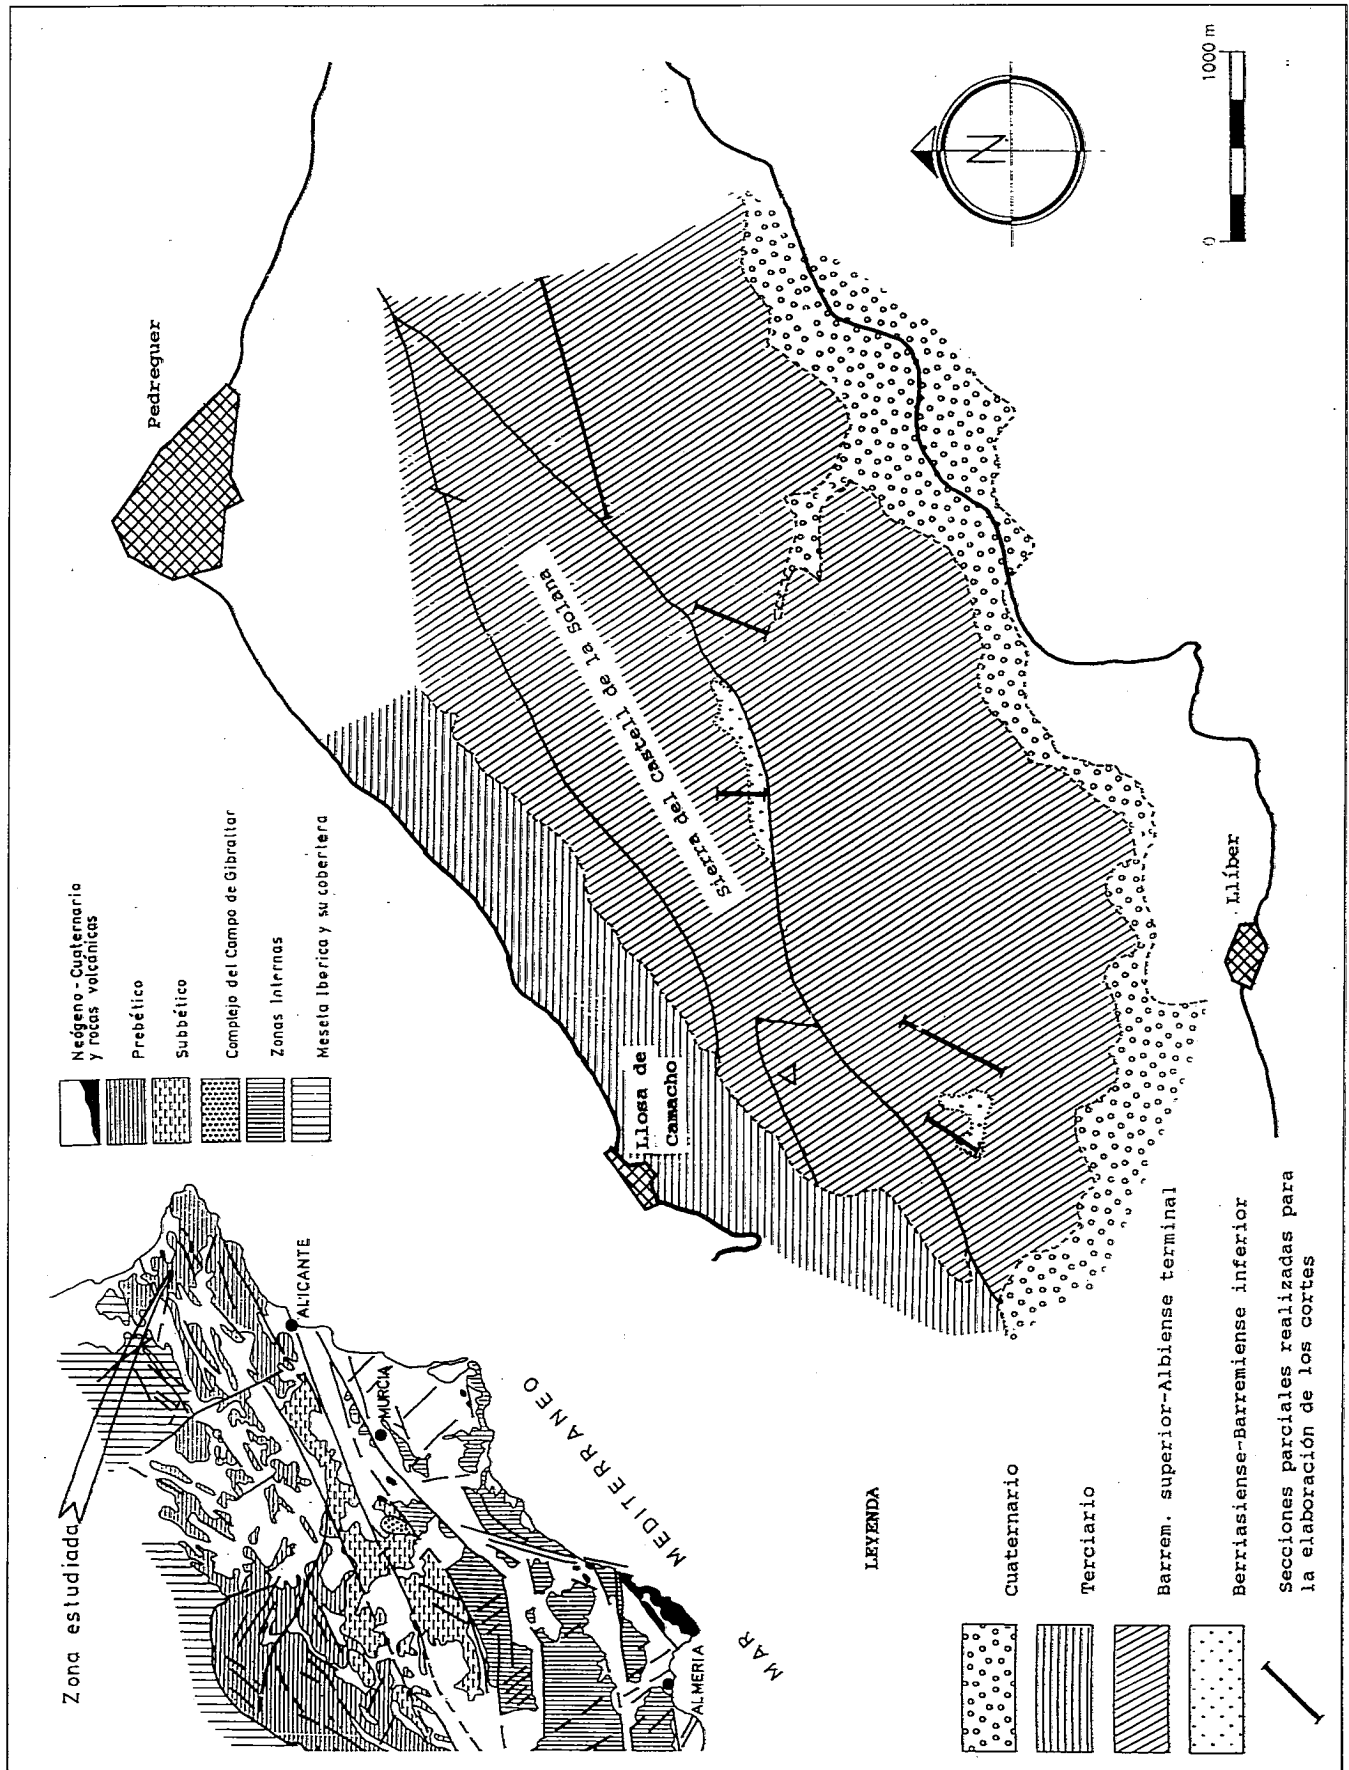 Zona estudiada
ALICANTE
MURCIA
ALMERIA
MAR MEDITERRANEO
Neógeno-Cuaternario
y rocas volcánicas
Prebético
Subbético
Complejo del Campo de Gibraltar
Zonas Internas
Meseta Iberica y su cobertera
Pedreguer
Llosa de
Camacho
Sierra del Castell de la Solana
Llíber
N
0
1000 m
LEYENDA
Cuaternario
Terciario
Barrem. superior-Albiense terminal
Berriasiense-Barremiense inferior
Secciones parciales realizadas para
la elaboración de los cortes